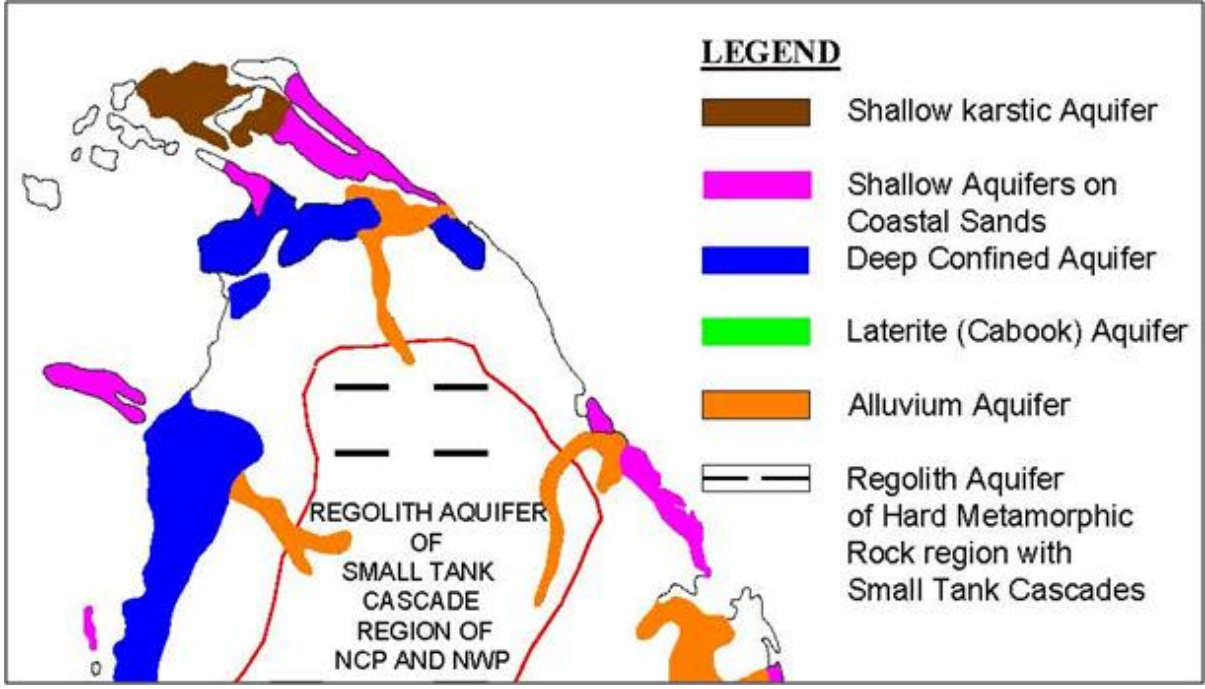 LEGEND
Shallow karstic Aquifer
Shallow Aquifers on
Coastal Sands
Deep Confined Aquifer
Laterite (Cabook) Aquifer
Alluvium Aquifer
Regolith Aquifer
of Hard Metamorphic
Rock region with
Small Tank Cascades
REGOLITH AQUIFER
OF
SMALL TANK
CASCADE
REGION OF
NCP AND NWP